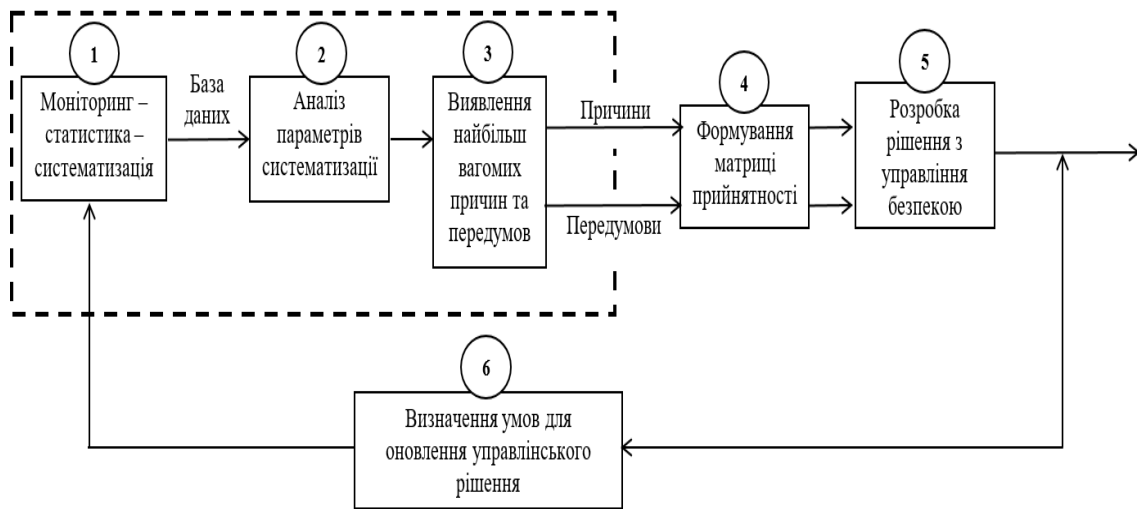 1
Моніторинг –
статистика –
систематизація
База
даних
2
Аналіз
параметрів
систематизації
3
Виявлення
найбільш
вагомих
причин та
передумов
Причини
Передумови
4
Формування
матриці
прийнятності
5
Розробка
рішення з
управління
безпекою
6
Визначення умов для
оновлення управлінського
рішення